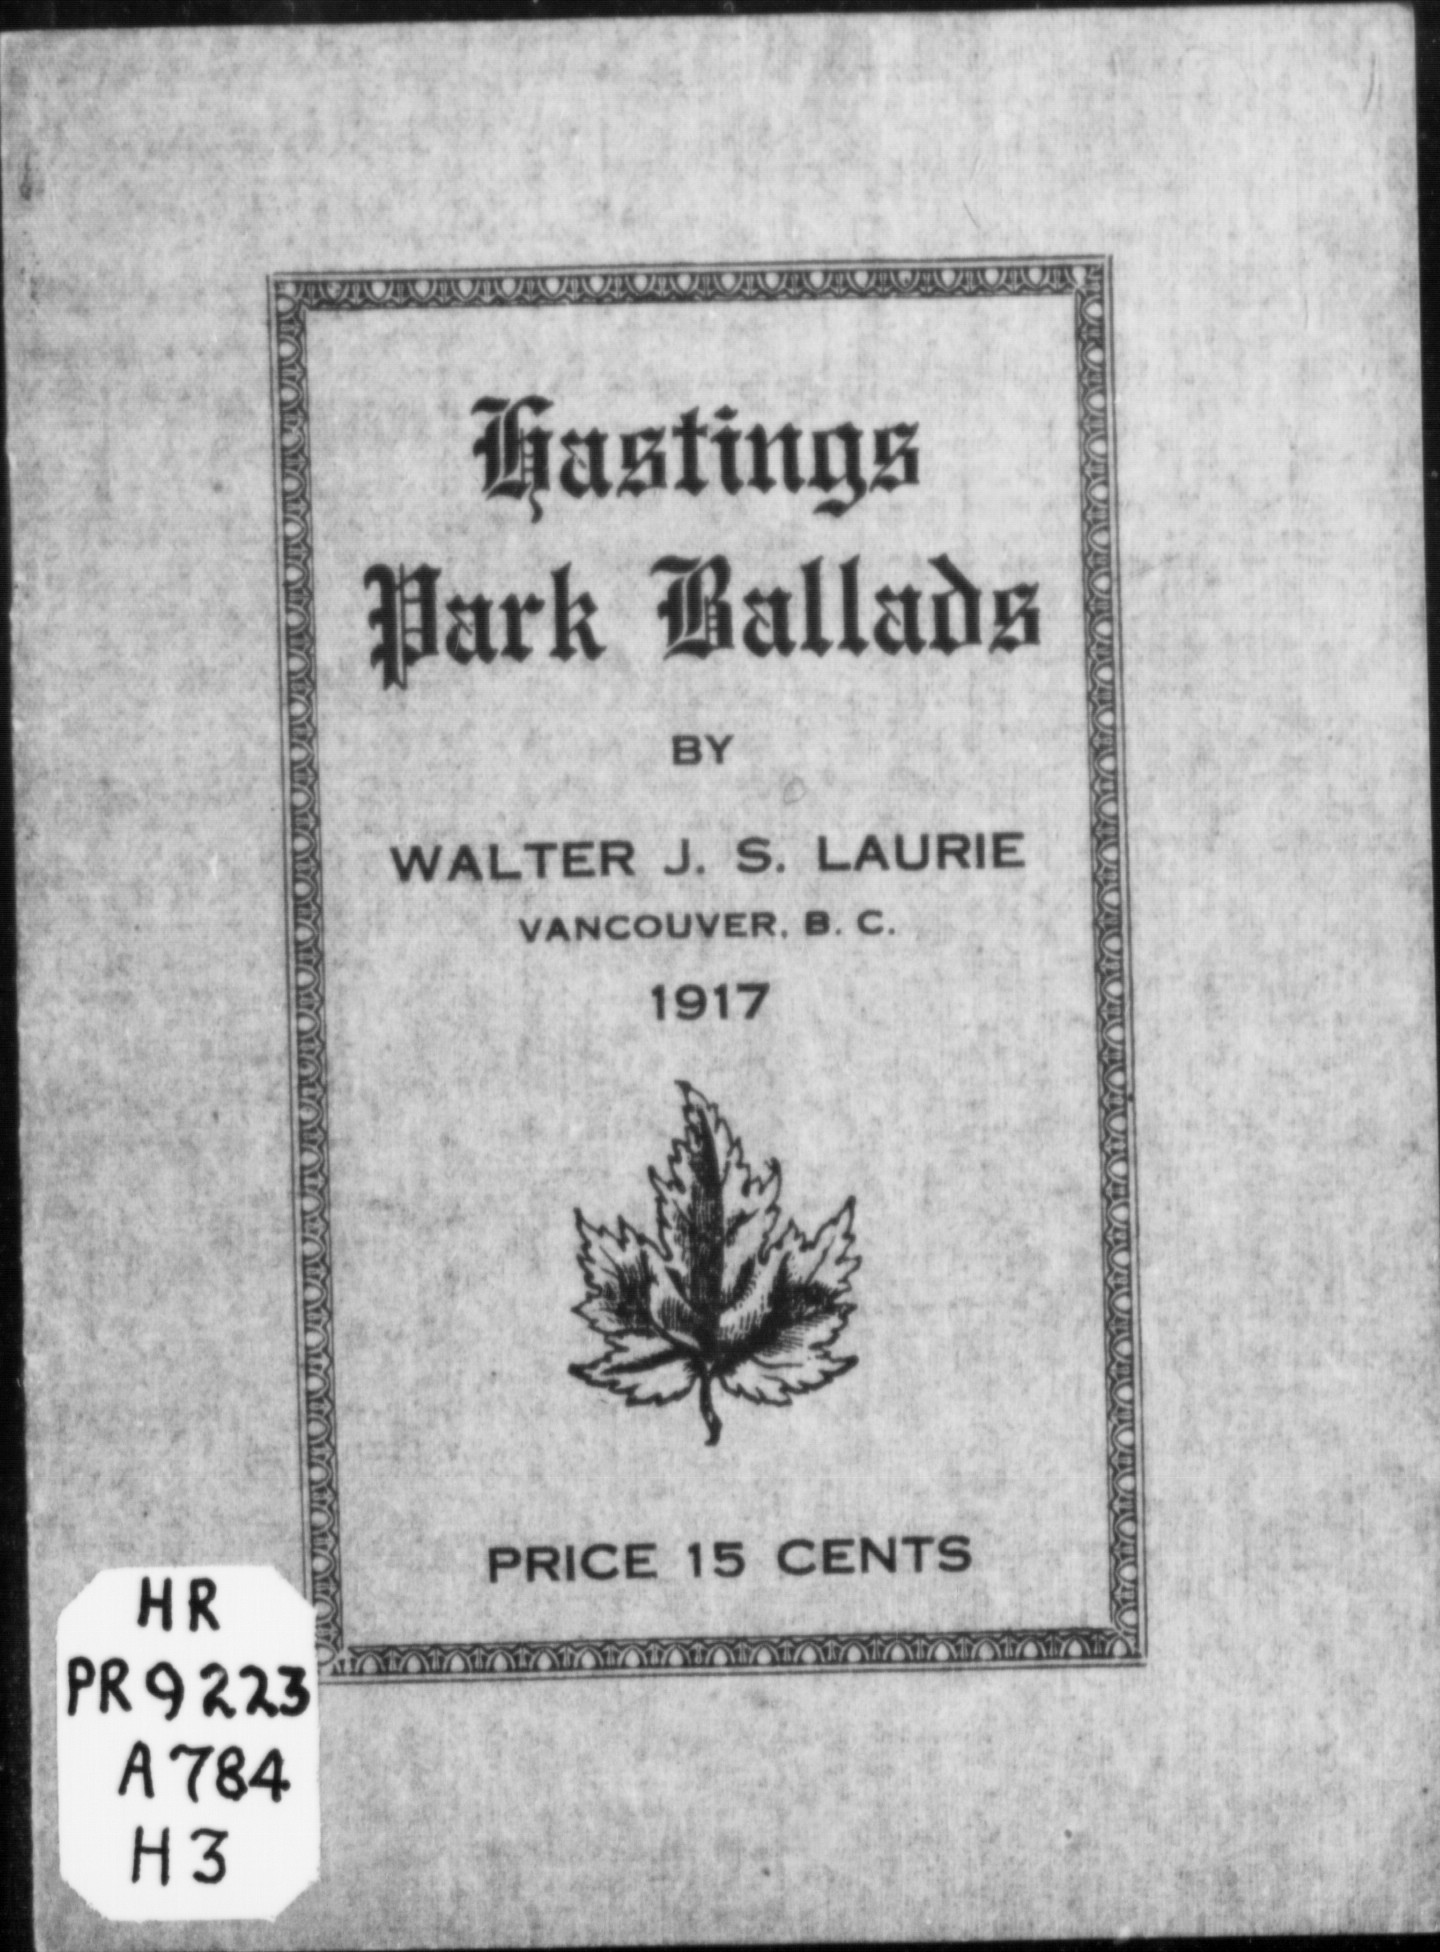 Hastings
Park Ballads
BY
WALTER J. S. LAURIE
VANCOUVER, B. C.
1917
PRICE 15 CENTS
HR
PR9223
A784
H3